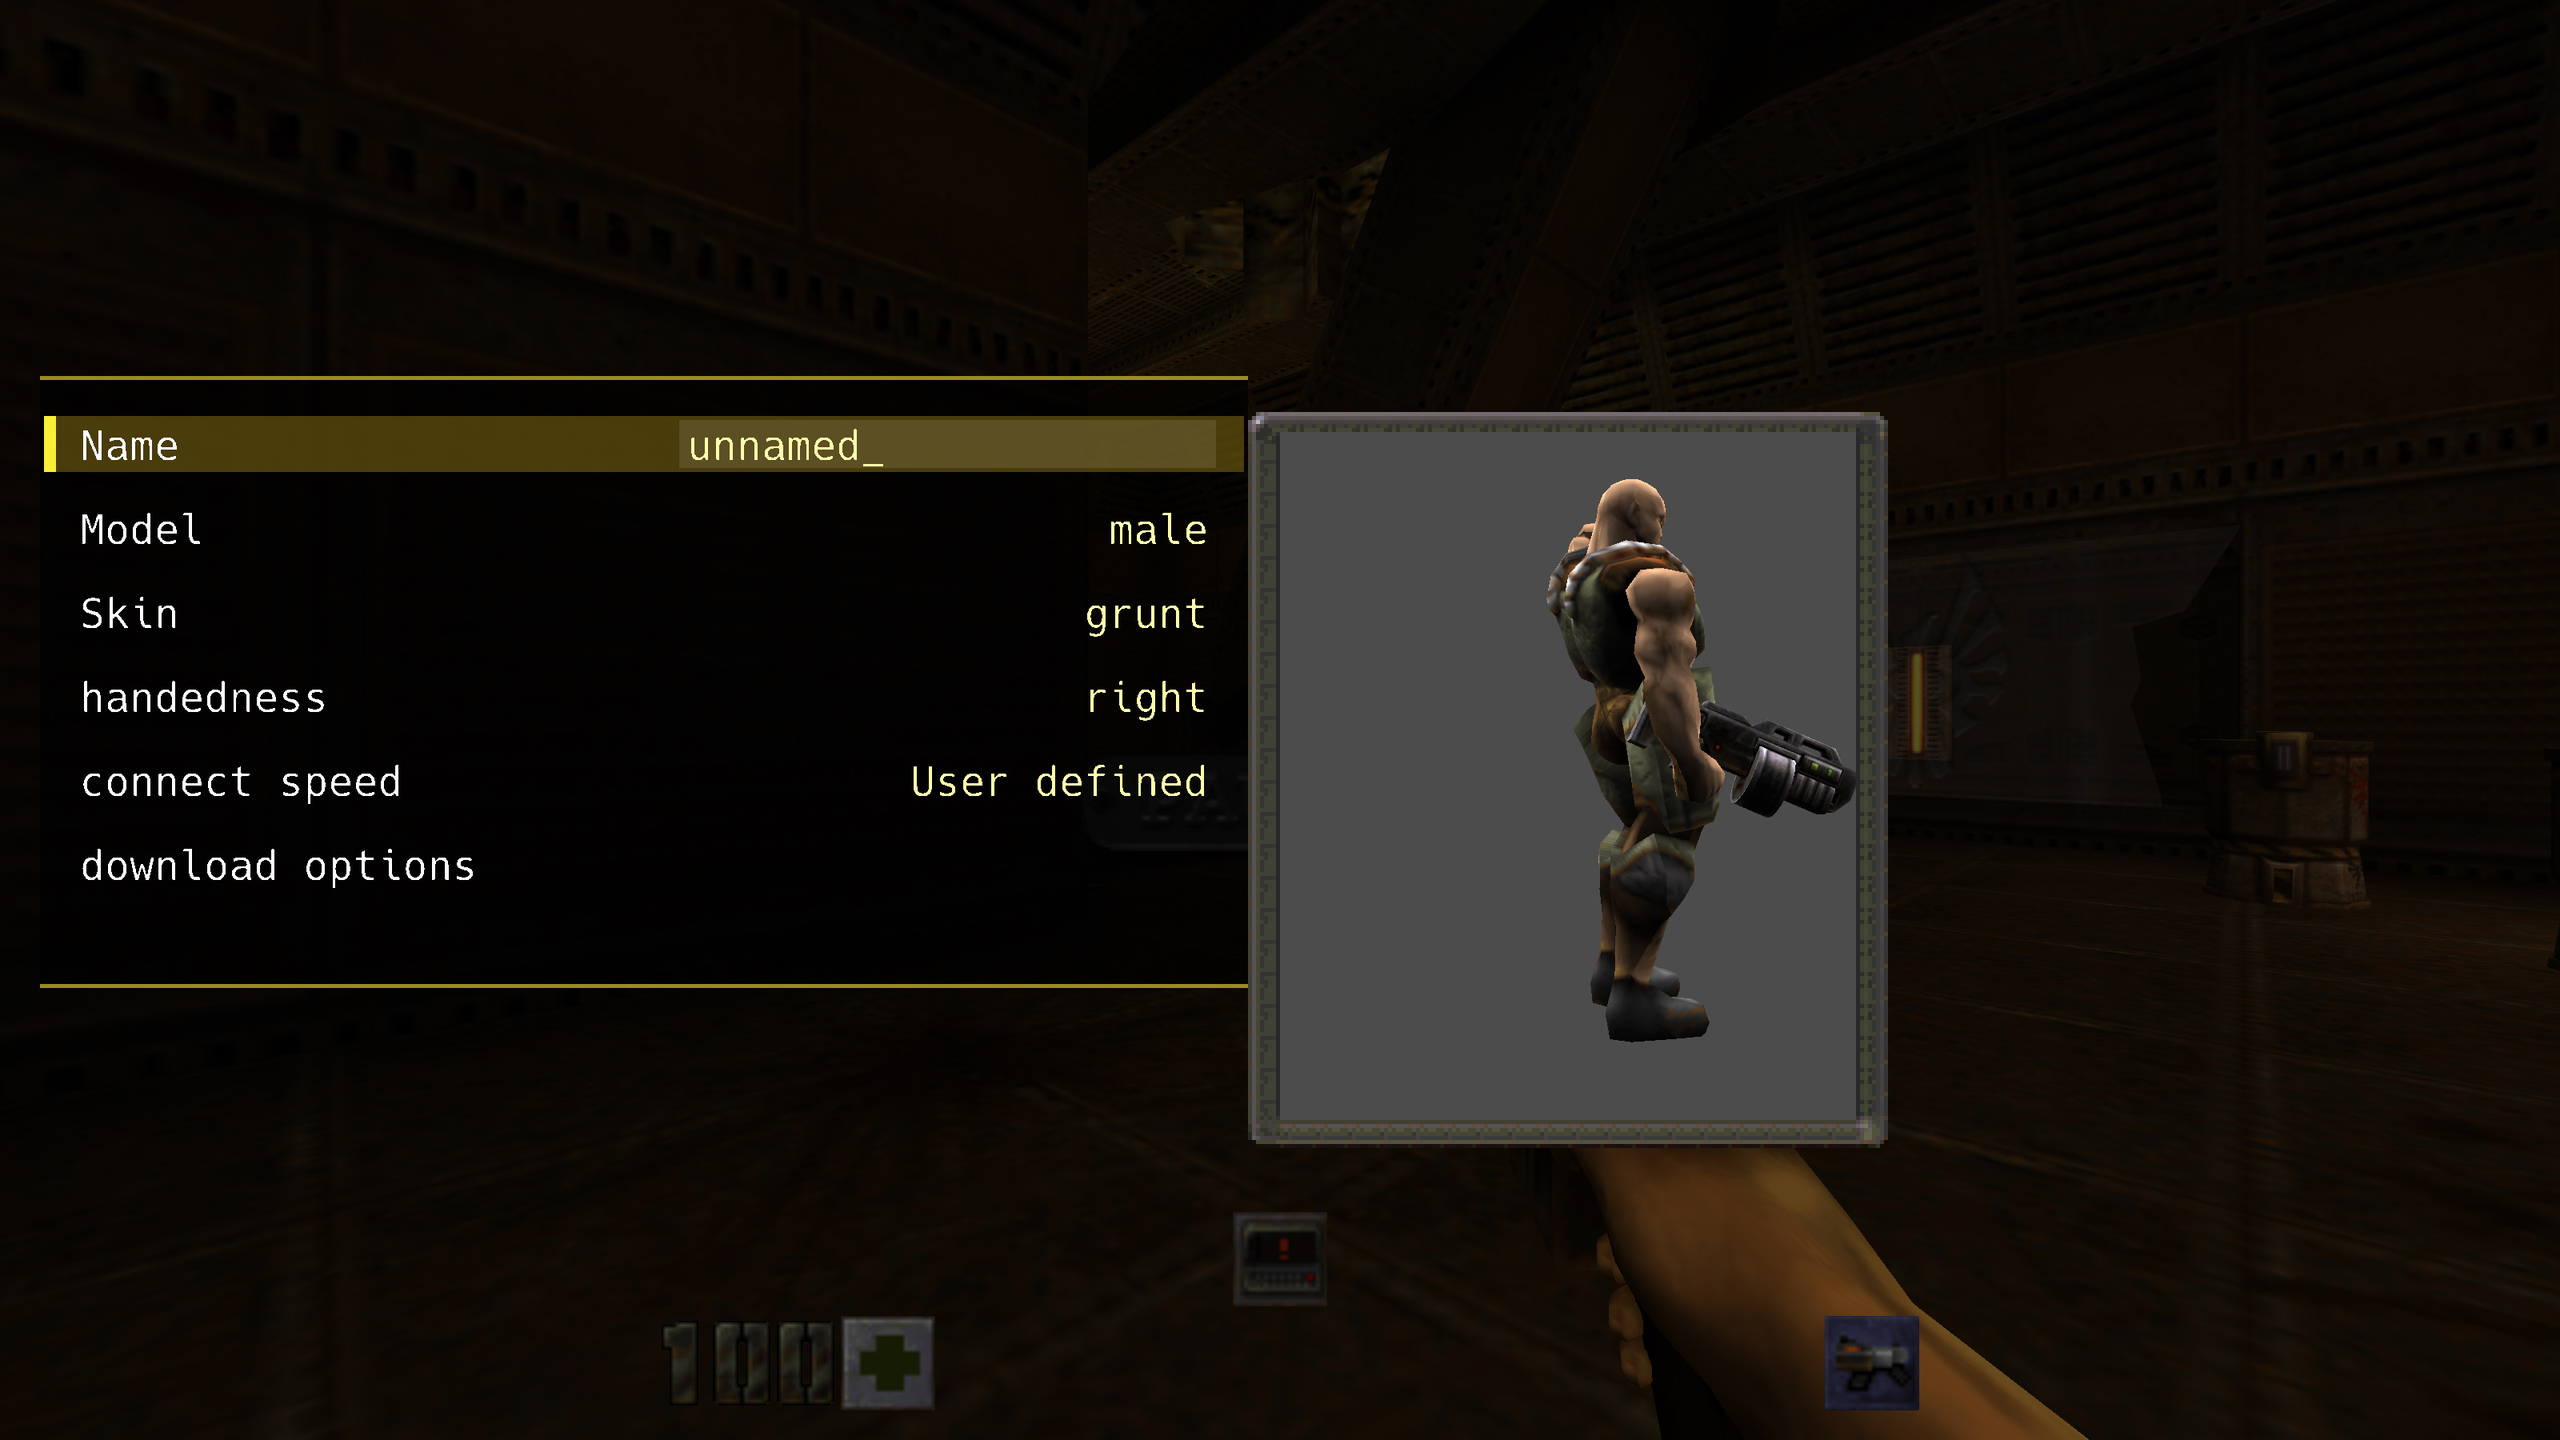 Name unnamed_
Model male
Skin grunt
handedness right
connect speed User defined
download options
100